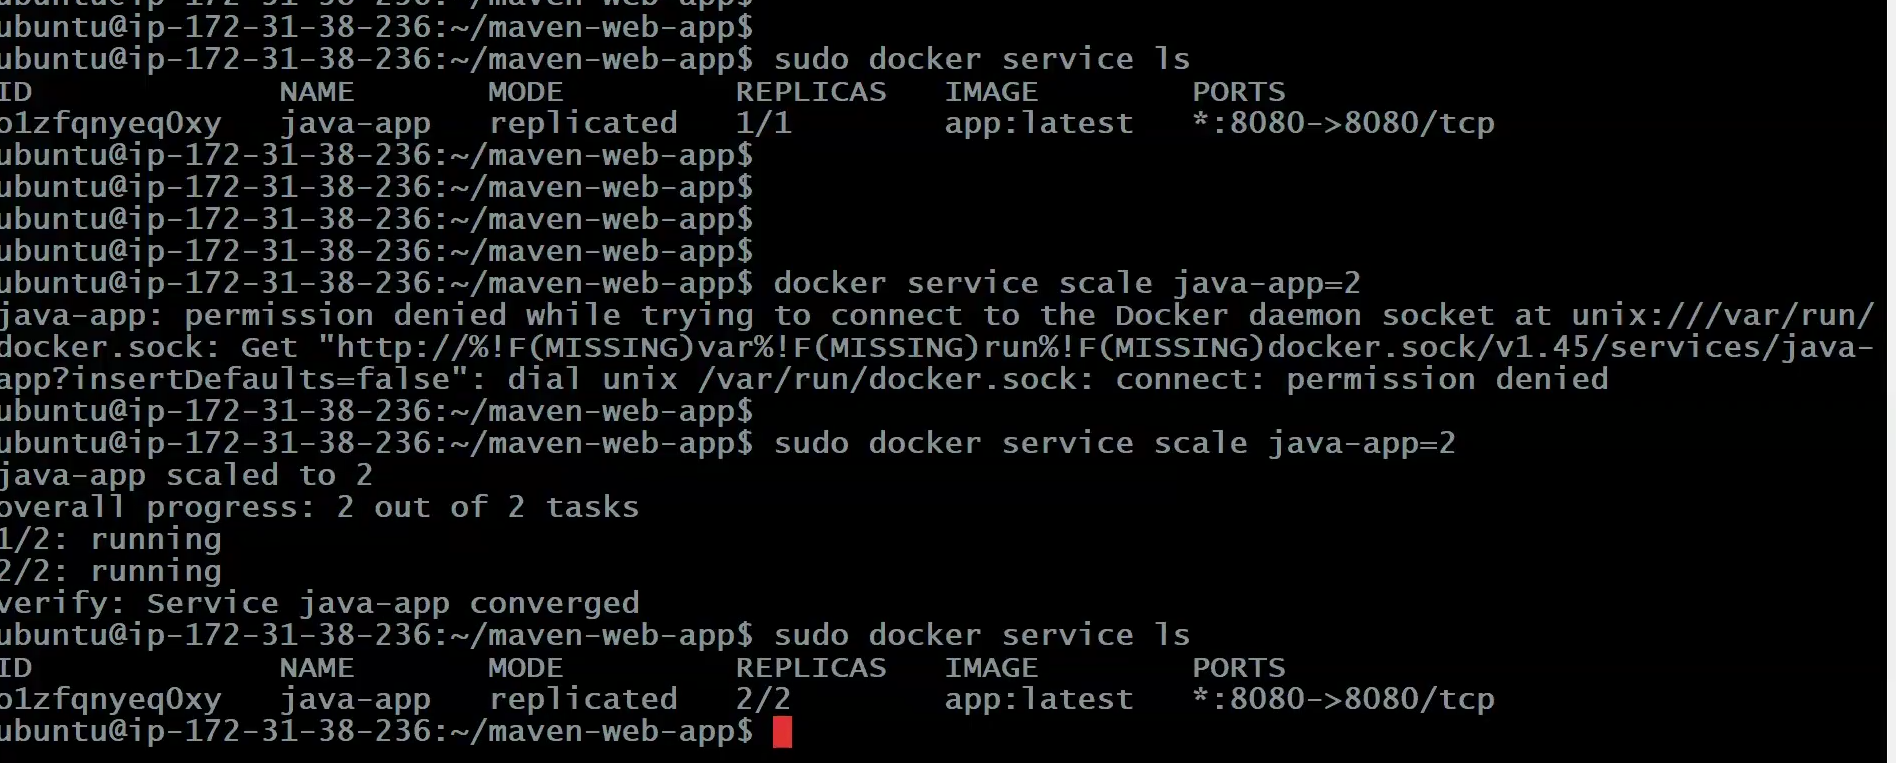 ubuntu@ip-172-31-38-236:~/maven-web-app$
ubuntu@ip-172-31-38-236:~/maven-web-app$
ubuntu@ip-172-31-38-236:~/maven-web-app$ sudo docker service ls
ID NAME MODE REPLICAS IMAGE PORTS
o1zfqnyeq0xy java-app replicated 1/1 app:latest *:8080->8080/tcp
ubuntu@ip-172-31-38-236:~/maven-web-app$
ubuntu@ip-172-31-38-236:~/maven-web-app$
ubuntu@ip-172-31-38-236:~/maven-web-app$
ubuntu@ip-172-31-38-236:~/maven-web-app$
ubuntu@ip-172-31-38-236:~/maven-web-app$ docker service scale java-app=2
java-app: permission denied while trying to connect to the Docker daemon socket at unix:///var/run/
docker.sock: Get "http://%!F(MISSING)var%!F(MISSING)run%!F(MISSING)docker.sock/v1.45/services/java-
app?insertDefaults=false": dial unix /var/run/docker.sock: connect: permission denied
ubuntu@ip-172-31-38-236:~/maven-web-app$
ubuntu@ip-172-31-38-236:~/maven-web-app$ sudo docker service scale java-app=2
java-app scaled to 2
overall progress: 2 out of 2 tasks
1/2: running
2/2: running
verify: Service java-app converged
ubuntu@ip-172-31-38-236:~/maven-web-app$ sudo docker service ls
ID NAME MODE REPLICAS IMAGE PORTS
o1zfqnyeq0xy java-app replicated 2/2 app:latest *:8080->8080/tcp
ubuntu@ip-172-31-38-236:~/maven-web-app$